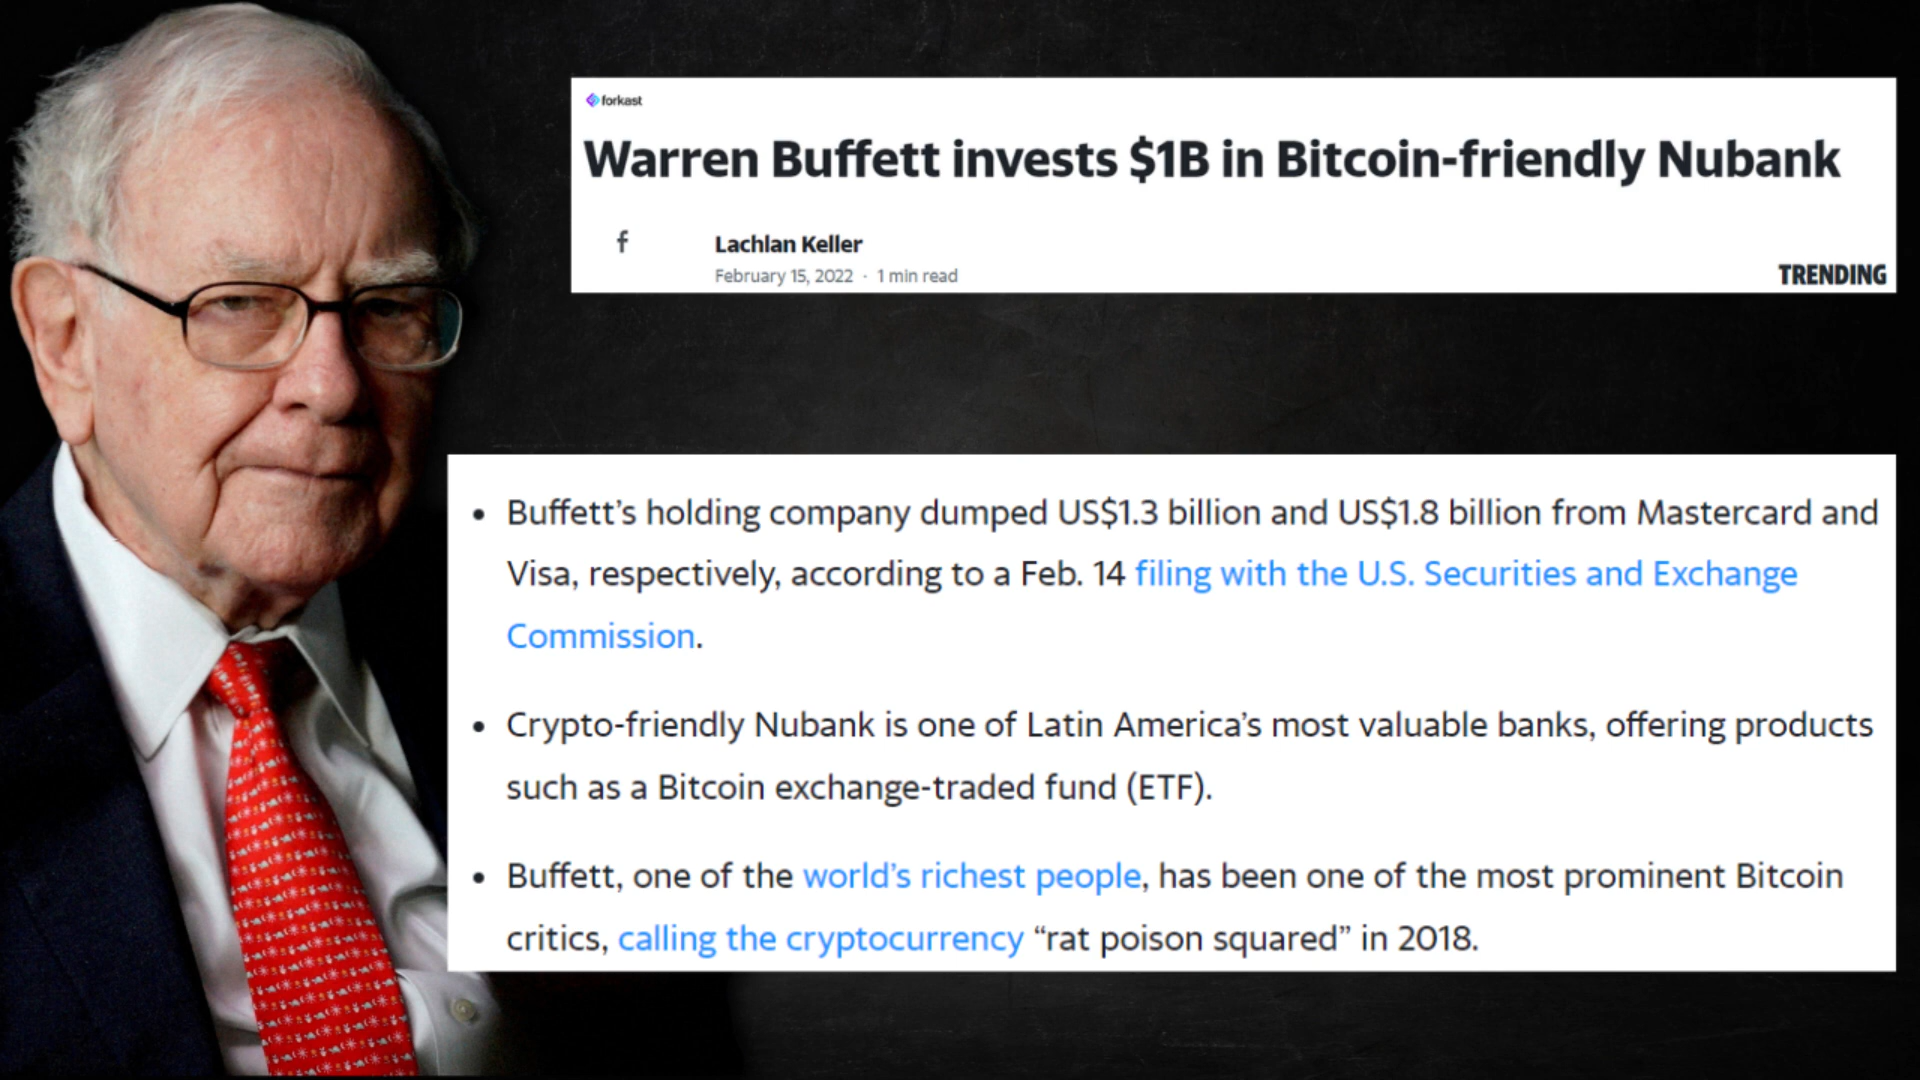 forkast
Warren Buffett invests $1B in Bitcoin-friendly Nubank
f
Lachlan Keller
February 15, 2022 · 1 min read
TRENDING
• Buffett’s holding company dumped US$1.3 billion and US$1.8 billion from Mastercard and
Visa, respectively, according to a Feb. 14 filing with the U.S. Securities and Exchange
Commission.
• Crypto-friendly Nubank is one of Latin America’s most valuable banks, offering products
such as a Bitcoin exchange-traded fund (ETF).
• Buffett, one of the world’s richest people, has been one of the most prominent Bitcoin
critics, calling the cryptocurrency “rat poison squared” in 2018.